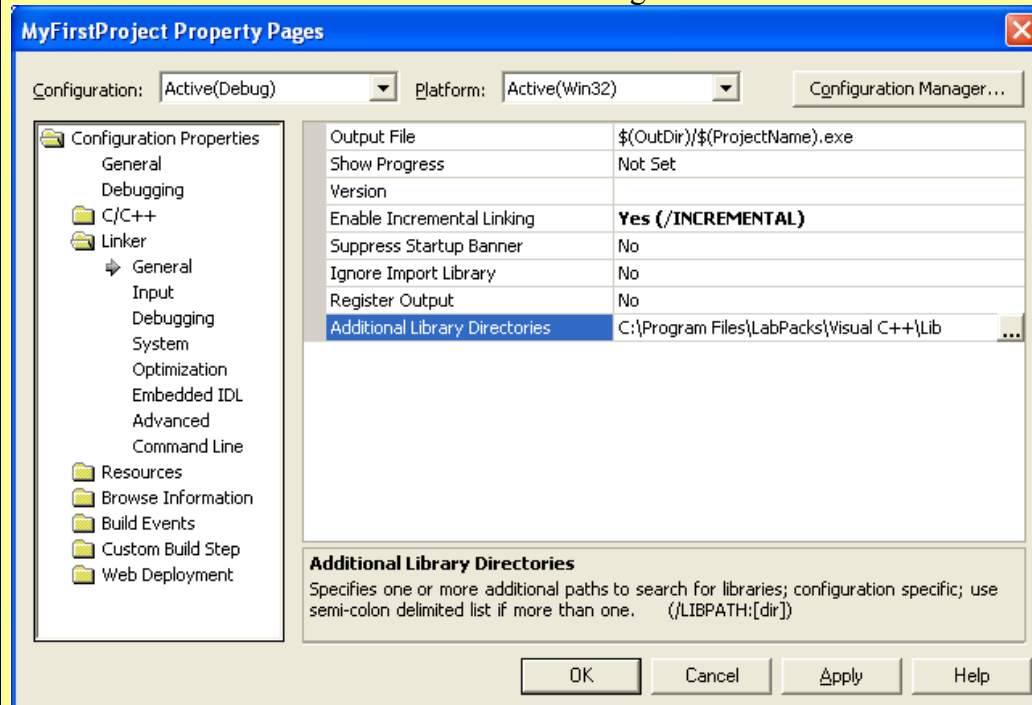 MyFirstProject Property Pages
Configuration: Active(Debug) Platform: Active(Win32) Configuration Manager...
Configuration Properties
General
Debugging
C/C++
Linker
General
Input
Debugging
System
Optimization
Embedded IDL
Advanced
Command Line
Resources
Browse Information
Build Events
Custom Build Step
Web Deployment
Output File $(OutDir)/$(ProjectName).exe
Show Progress Not Set
Version
Enable Incremental Linking Yes (/INCREMENTAL)
Suppress Startup Banner No
Ignore Import Library No
Register Output No
Additional Library Directories C:\Program Files\LabPacks\Visual C++\Lib ...
Additional Library Directories
Specifies one or more additional paths to search for libraries; configuration specific; use
semi-colon delimited list if more than one. (/LIBPATH:[dir])
OK Cancel Apply Help